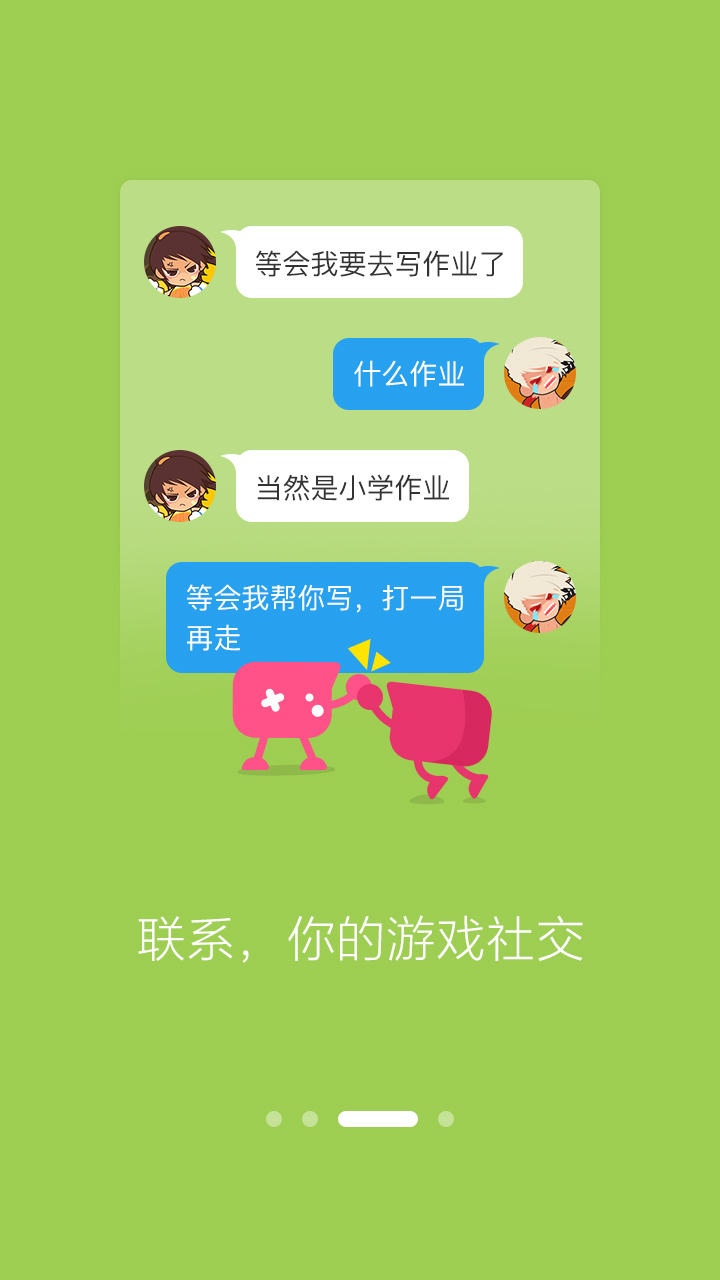 等会我要去写作业了
什么作业
当然是小学作业
等会我帮你写，打一局
再走
联系，你的游戏社交